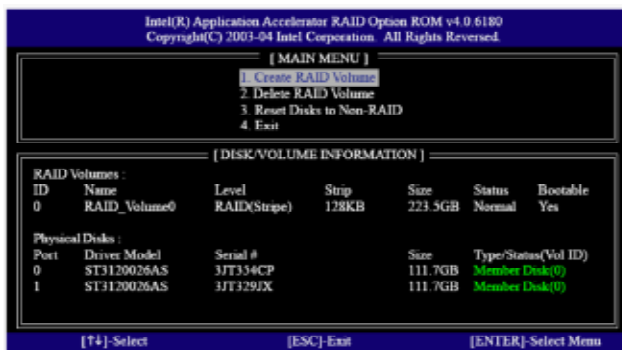 Intel(R) Application Accelerator RAID Option ROM v4.0.6180
Copyright(C) 2003-04 Intel Corporation. All Rights Reversed.
[ MAIN MENU ]
1. Create RAID Volume
2. Delete RAID Volume
3. Reset Disks to Non-RAID
4. Exit
[ DISK/VOLUME INFORMATION ]
RAID Volumes :
ID Name Level Strip Size Status Bootable
0 RAID_Volume0 RAID(Stripe) 128KB 223.5GB Normal Yes
Physical Disks :
Port Driver Model Serial # Size Type/Status(Vol ID)
0 ST3120026AS 3JT354CP 111.7GB Member Disk(0)
1 ST3120026AS 3JT329JX 111.7GB Member Disk(0)
[↑↓]-Select [ESC]-Exit [ENTER]-Select Menu